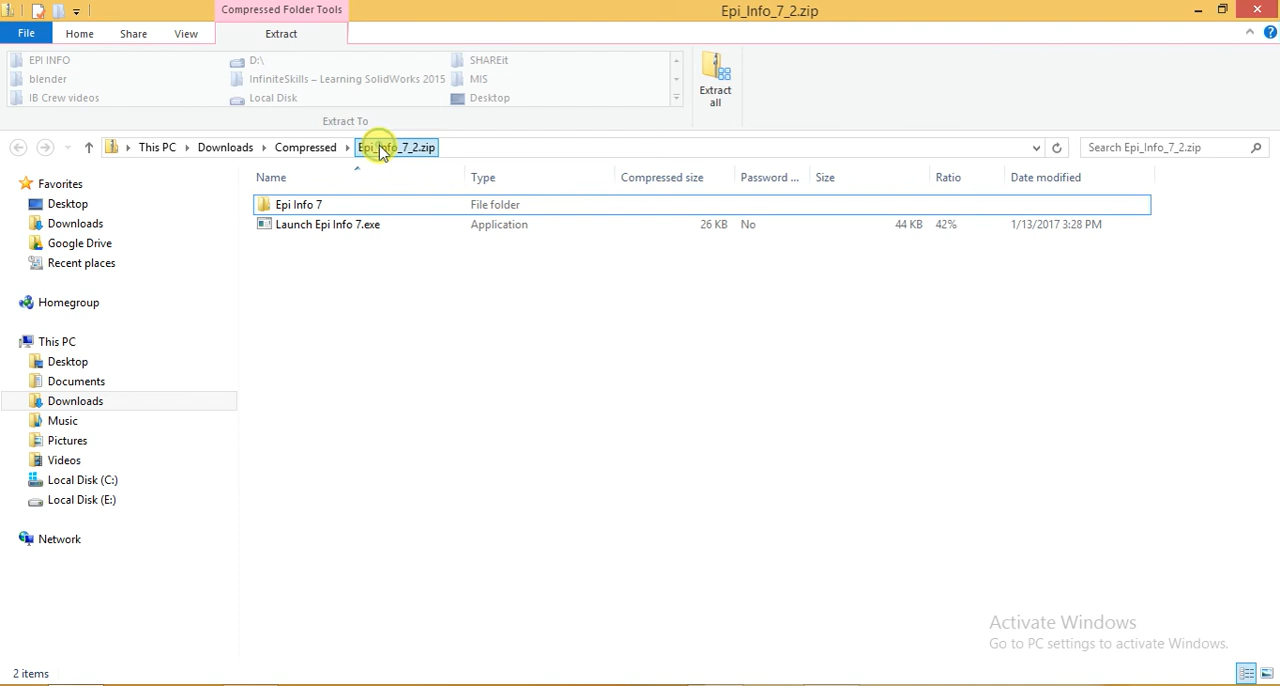 Compressed Folder Tools
Epi_Info_7_2.zip
File Home Share View Extract
EPI INFO D:\ SHAREit
blender InfiniteSkills – Learning SolidWorks 2015 MIS
IB Crew videos Local Disk Desktop
Extract all
Extract To
This PC Downloads Compressed Epi_Info_7_2.zip Search Epi_Info_7_2.zip
Name Type Compressed size Password ... Size Ratio Date modified
Epi Info 7 File folder
Launch Epi Info 7.exe Application 26 KB No 44 KB 42% 1/13/2017 3:28 PM
Favorites
Desktop
Downloads
Google Drive
Recent places
Homegroup
This PC
Desktop
Documents
Downloads
Music
Pictures
Videos
Local Disk (C:)
Local Disk (E:)
Network
Activate Windows
Go to PC settings to activate Windows.
2 items